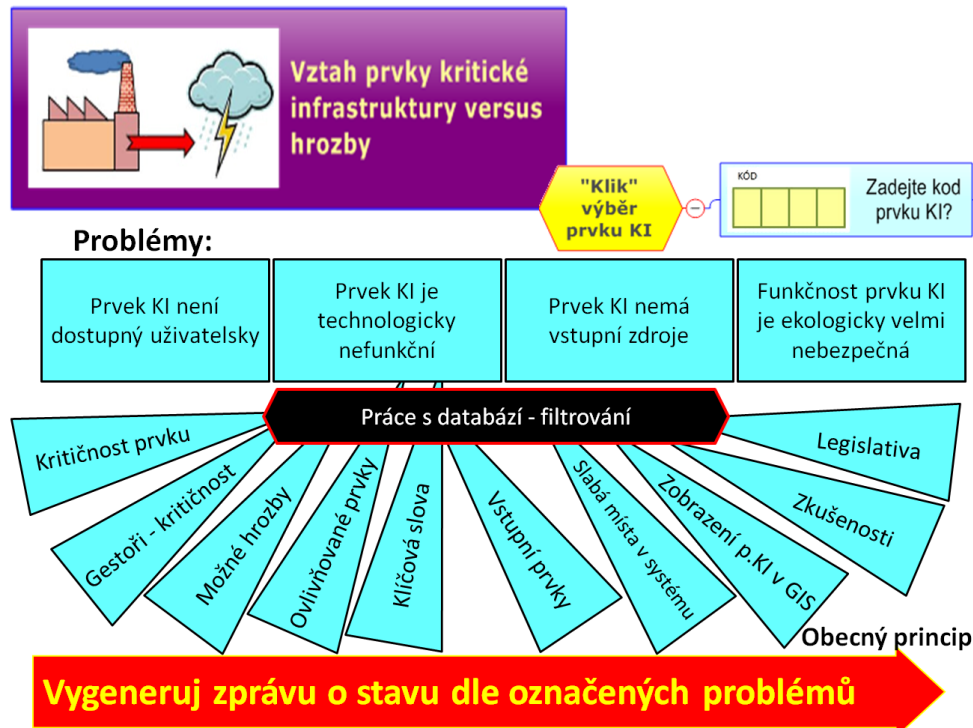 Vztah prvky kritické
infrastruktury versus
hrozby
"Klik"
výběr
prvku KI
KÓD
Zadejte kod
prvku KI?
Problémy:
Prvek KI není
dostupný uživatelsky
Prvek KI je
technologicky
nefunkční
Prvek KI nemá
vstupní zdroje
Funkčnost prvku KI
je ekologicky velmi
nebezpečná
Práce s databází - filtrování
Kritičnost prvku
Gestoři - kritičnost
Možné hrozby
Ovlivňované prvky
Klíčová slova
Vstupní prvky
Slabá místa v systému
Zobrazení p.KI v GIS
Zkušenosti
Legislativa
Obecný princip
Vygeneruj zprávu o stavu dle označených problémů